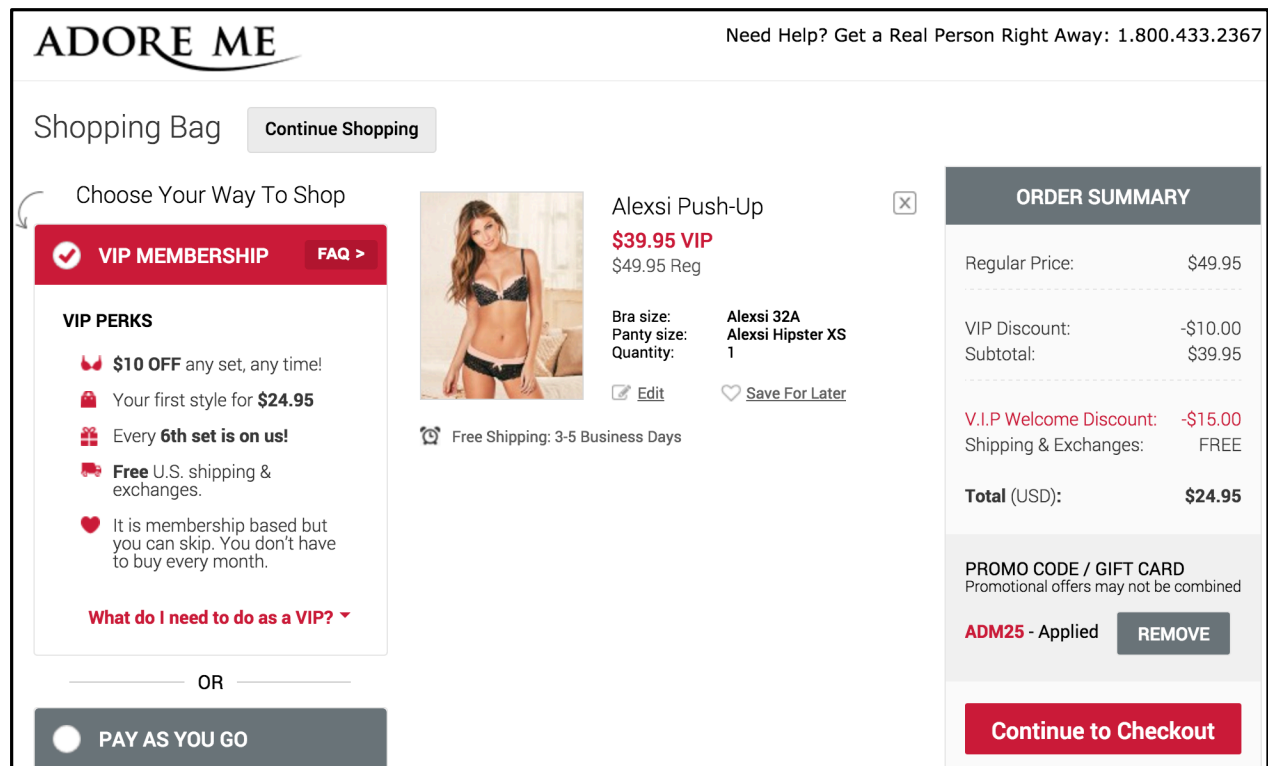 ADORE ME
Need Help? Get a Real Person Right Away: 1.800.433.2367
Shopping Bag
Continue Shopping
Choose Your Way To Shop
VIP MEMBERSHIP
FAQ >
VIP PERKS
$10 OFF any set, any time!
Your first style for $24.95
Every 6th set is on us!
Free U.S. shipping &
exchanges.
It is membership based but
you can skip. You don't have
to buy every month.
What do I need to do as a VIP?
OR
PAY AS YOU GO
Alexsi Push-Up
$39.95 VIP
$49.95 Reg
Bra size: Alexsi 32A
Panty size: Alexsi Hipster XS
Quantity: 1
Edit
Save For Later
Free Shipping: 3-5 Business Days
X
ORDER SUMMARY
Regular Price: $49.95
VIP Discount: -$10.00
Subtotal: $39.95
V.I.P Welcome Discount: -$15.00
Shipping & Exchanges: FREE
Total (USD): $24.95
PROMO CODE / GIFT CARD
Promotional offers may not be combined
ADM25 - Applied
REMOVE
Continue to Checkout